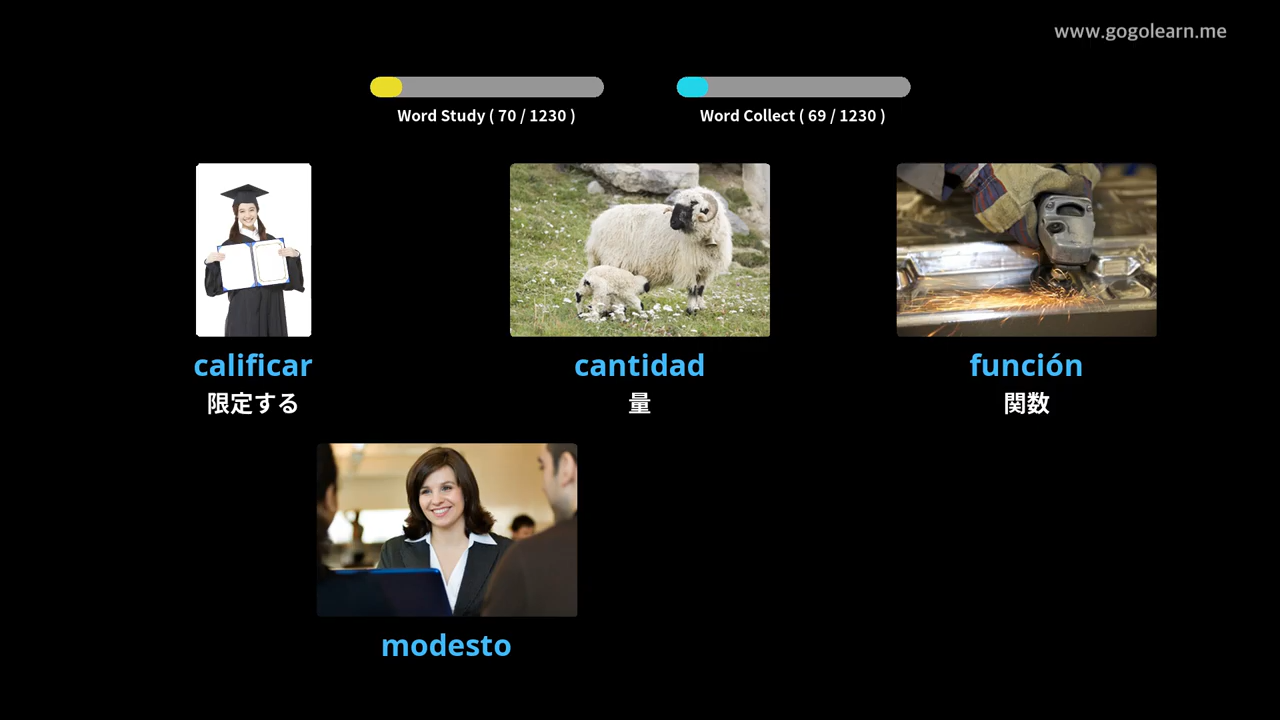 www.gogolearn.me
Word Study ( 70 / 1230 )
Word Collect ( 69 / 1230 )
calificar
限定する
cantidad
量
función
関数
modesto